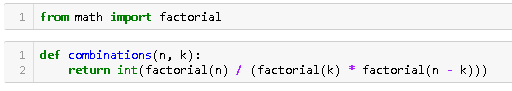 1 from math import factorial
1 def combinations(n, k):
2     return int(factorial(n) / (factorial(k) * factorial(n - k)))